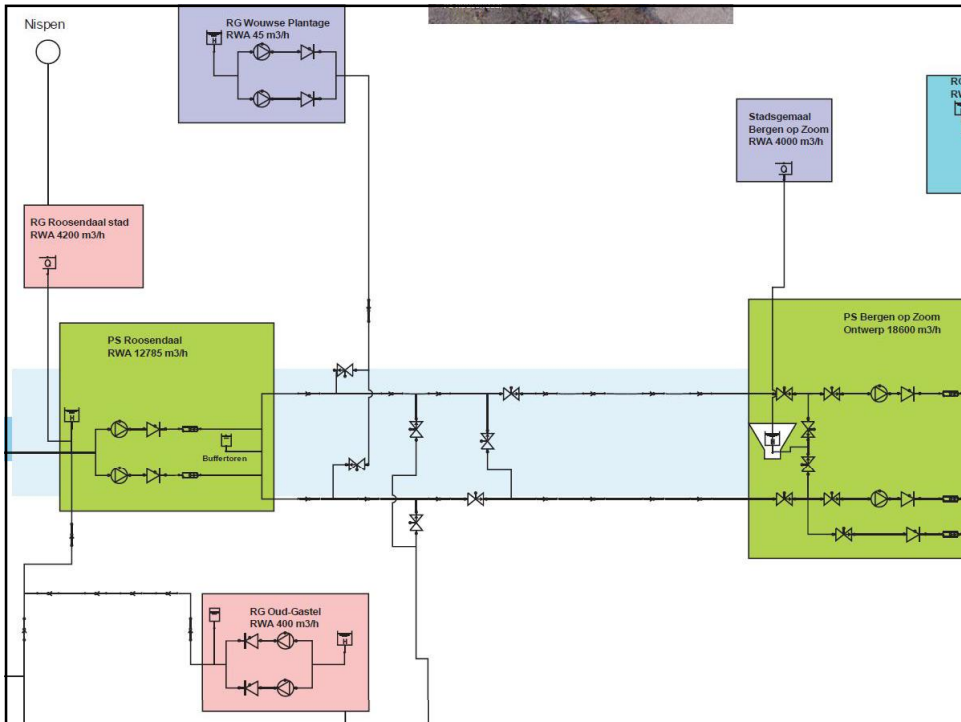 Nispen
RG Wouwse Plantage
RWA 45 m3/h
H
Stadsgemaal
Bergen op Zoom
RWA 4000 m3/h
Q
RG
RW
RG Roosendaal stad
RWA 4200 m3/h
Q
PS Roosendaal
RWA 12785 m3/h
H
Buffertoren
PS Bergen op Zoom
Ontwerp 18600 m3/h
H
RG Oud-Gastel
RWA 400 m3/h
H